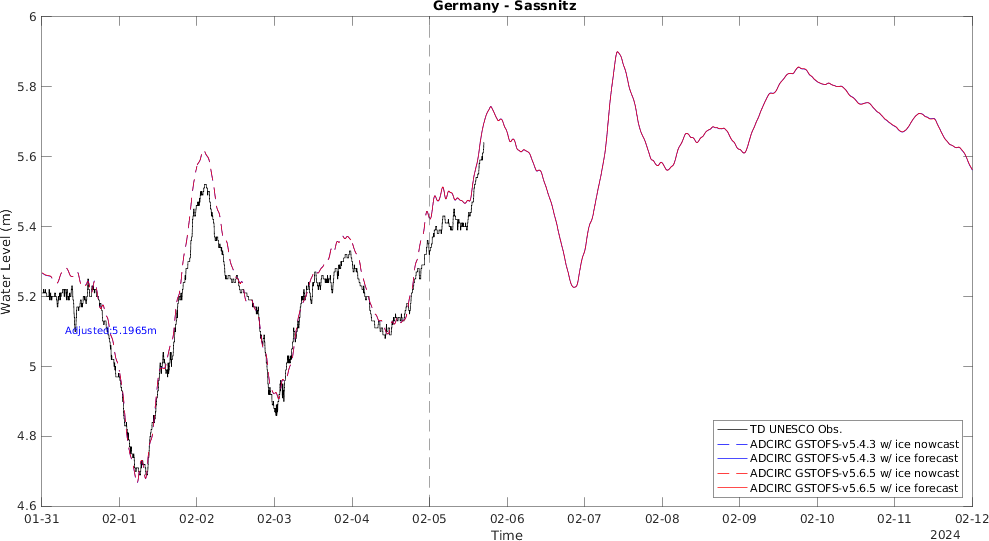 Germany - Sassnitz
6
5.8
5.6
5.4
5.2
5
4.8
4.6
Water Level (m)
Adjusted:5.1965m
TD UNESCO Obs.
ADCIRC GSTOFS-v5.4.3 w/ ice nowcast
ADCIRC GSTOFS-v5.4.3 w/ ice forecast
ADCIRC GSTOFS-v5.6.5 w/ ice nowcast
ADCIRC GSTOFS-v5.6.5 w/ ice forecast
01-31 02-01 02-02 02-03 02-04 02-05 02-06 02-07 02-08 02-09 02-10 02-11 02-12
Time
2024